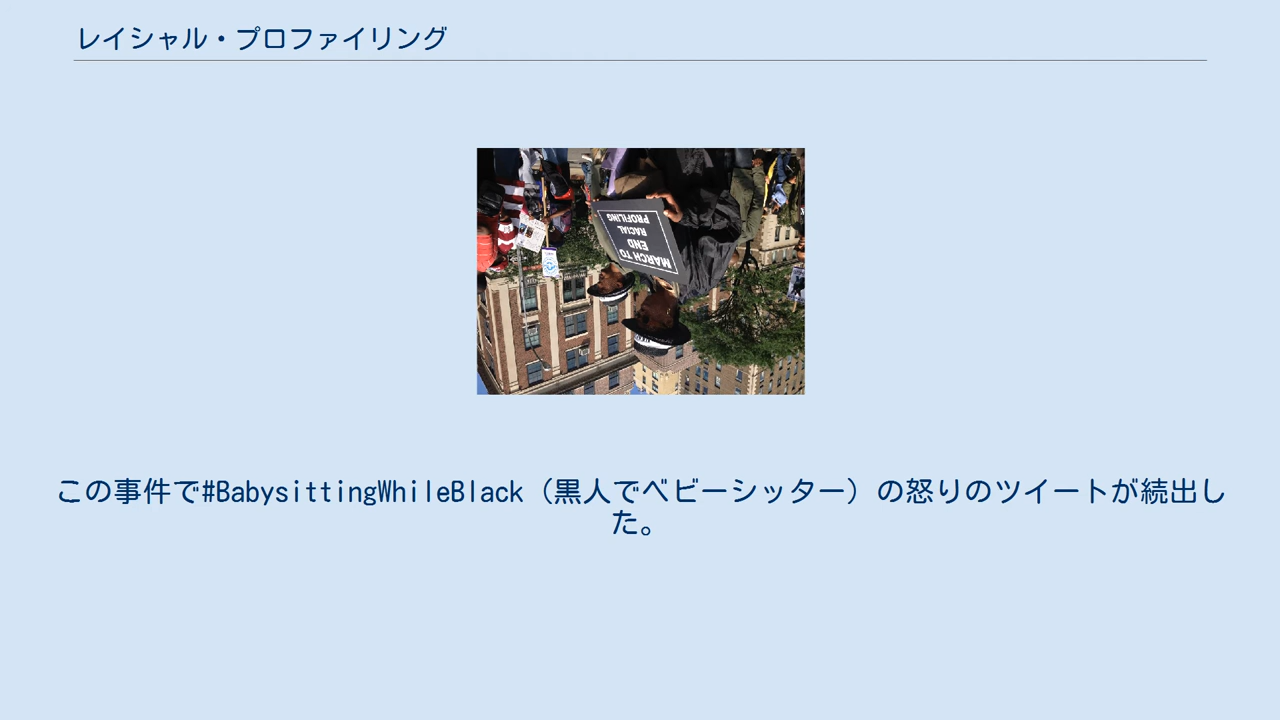 レイシャル・プロファイリング
MARCH TO
END
RACIAL
PROFILING
この事件で#BabysittingWhileBlack（黒人でベビーシッター）の怒りのツイートが続出し
た。